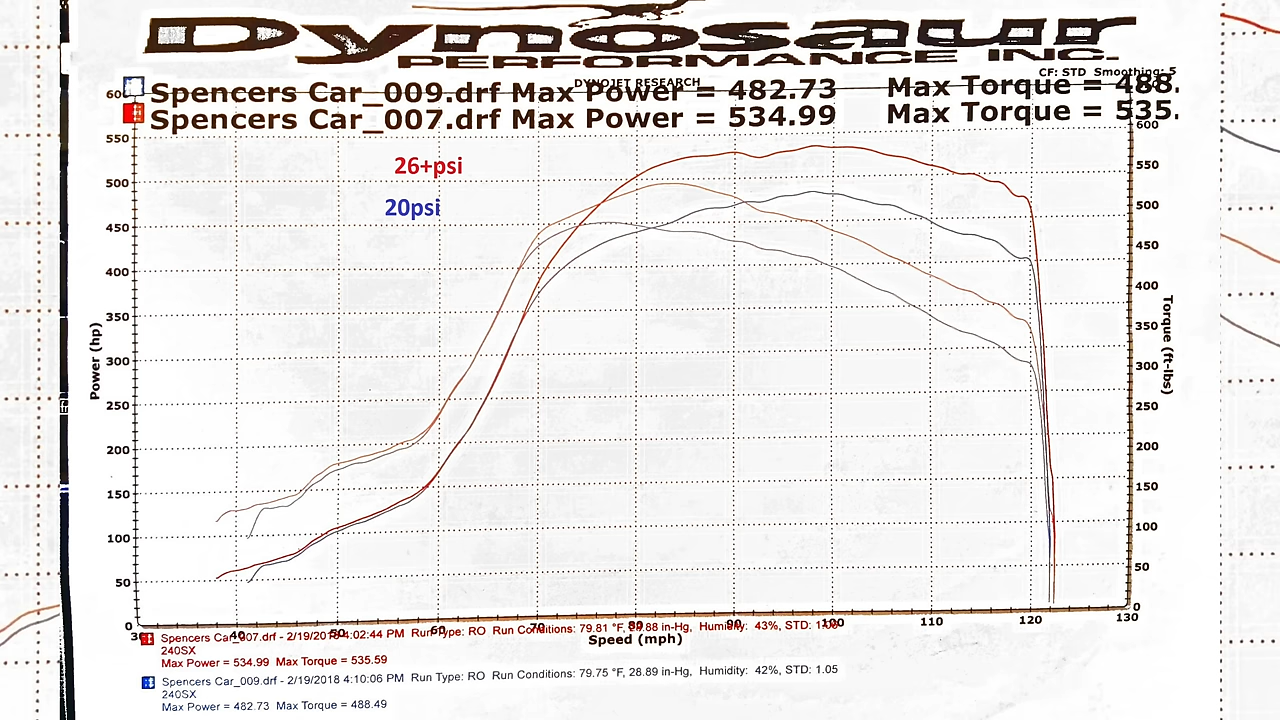 Dynosaur
PERFORMANCE INC.
CF: STD Smoothing: 5
DYNOJET RESEARCH
Spencers Car_009.drf Max Power = 482.73 Max Torque = 488.
Spencers Car_007.drf Max Power = 534.99 Max Torque = 535.
26+psi
20psi
600
550
500
450
400
350
300
250
200
150
100
50
0
Power (hp)
600
550
500
450
400
350
300
250
200
150
100
50
0
Torque (ft-lbs)
30 40 50 60 70 80 90 100 110 120 130
Speed (mph)
Spencers Car_007.drf - 2/19/2018 4:02:44 PM Run Type: RO Run Conditions: 79.81 °F, 28.88 in-Hg, Humidity: 43%, STD: 1.05
240SX
Max Power = 534.99 Max Torque = 535.59
Spencers Car_009.drf - 2/19/2018 4:10:06 PM Run Type: RO Run Conditions: 79.75 °F, 28.89 in-Hg, Humidity: 42%, STD: 1.05
240SX
Max Power = 482.73 Max Torque = 488.49